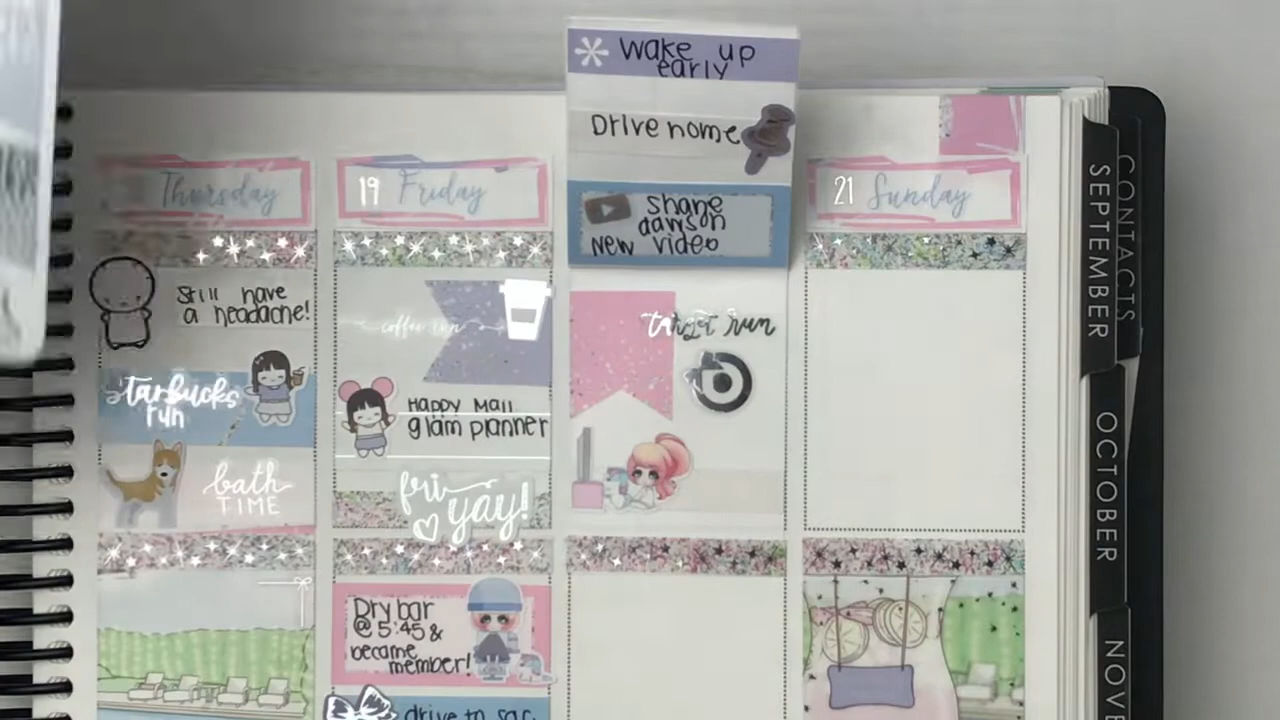 wake up
early
Drive home
shane
dawson
New video
Thursday
19 Friday
21 Sunday
Still have
a headache!
starbucks
run
bath
TIME
coffee run
HAPPY MAIL
glam planner
fri
yay!
target run
Dry bar
@ 5:45 &
became
member!
drive to sac
CONTACTS
SEPTEMBER
OCTOBER
NOVE